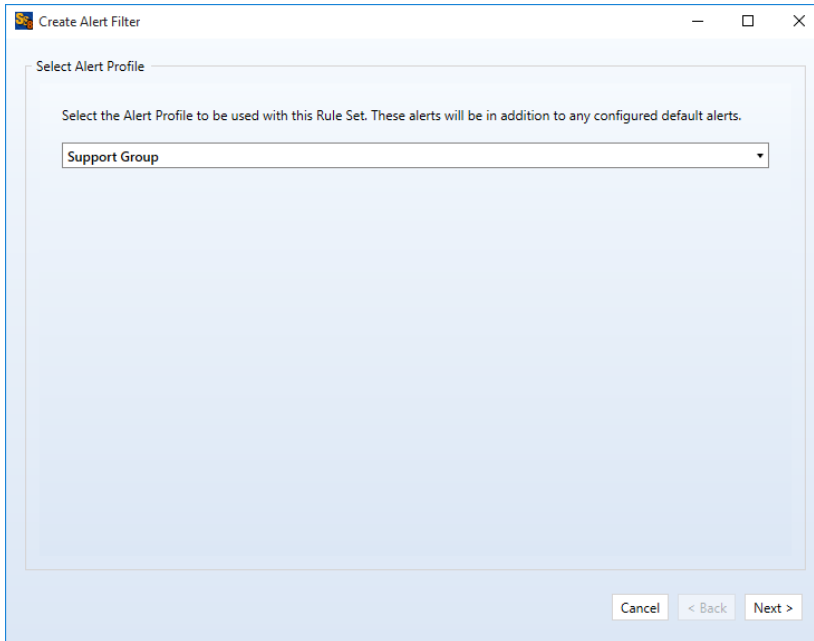 Create Alert Filter
Select Alert Profile
Select the Alert Profile to be used with this Rule Set. These alerts will be in addition to any configured default alerts.
Support Group
Cancel
< Back
Next >